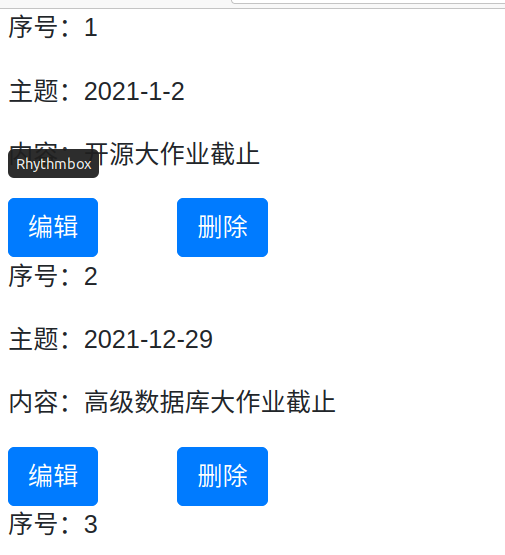 序号：1
主题：2021-1-2
内容：开源大作业截止
Rhythmbox
编辑 删除
序号：2
主题：2021-12-29
内容：高级数据库大作业截止
编辑 删除
序号：3